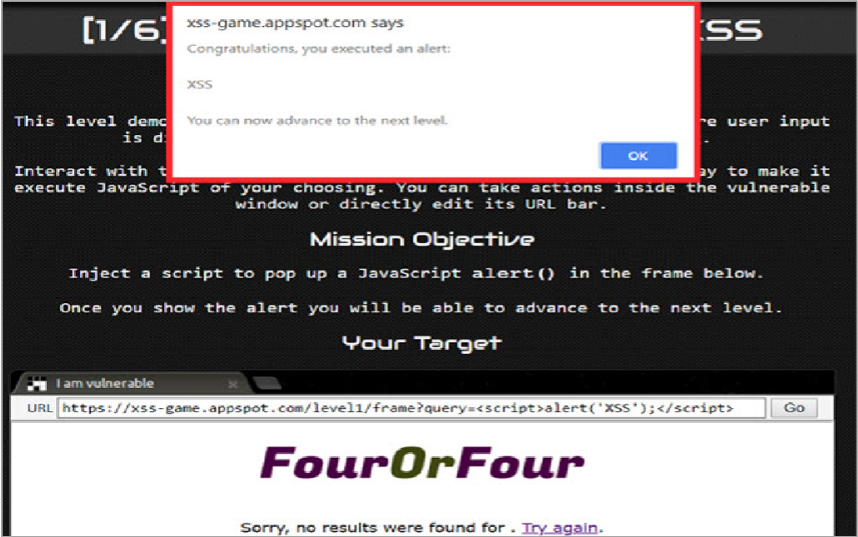 [1/6]
XSS
xss-game.appspot.com says
Congratulations, you executed an alert:
XSS
You can now advance to the next level.
OK
This level demo
re user input
is d
.
Interact with t
ay to make it
execute JavaScript of your choosing. You can take actions inside the vulnerable
window or directly edit its URL bar.
Mission Objective
Inject a script to pop up a JavaScript alert() in the frame below.
Once you show the alert you will be able to advance to the next level.
Your Target
I am vulnerable
URL https://xss-game.appspot.com/level1/frame?query=<script>alert('XSS');</script> Go
FourOrFour
Sorry, no results were found for . Try again.